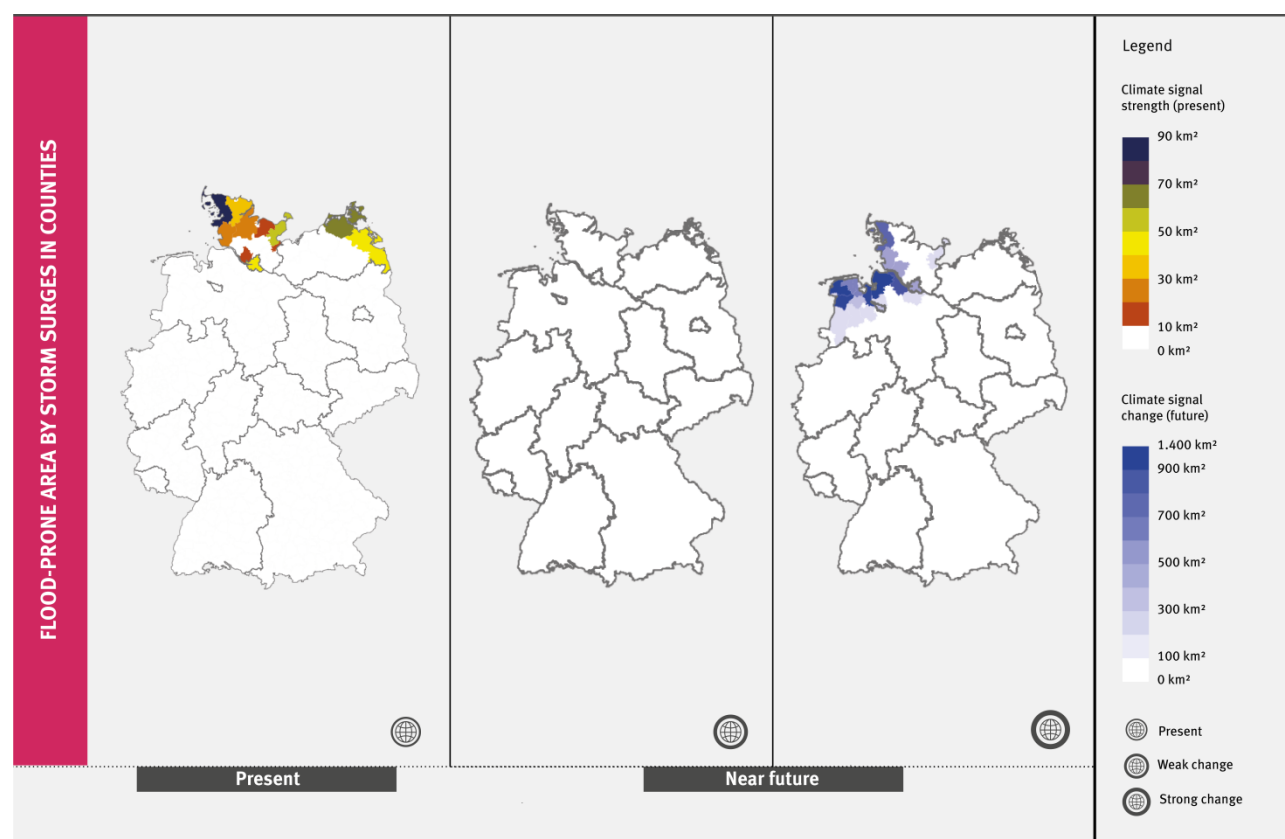 FLOOD-PRONE AREA BY STORM SURGES IN COUNTIES
Present
Near future
Legend
Climate signal
strength (present)
90 km²
70 km²
50 km²
30 km²
10 km²
0 km²
Climate signal
change (future)
1.400 km²
900 km²
700 km²
500 km²
300 km²
100 km²
0 km²
Present
Weak change
Strong change